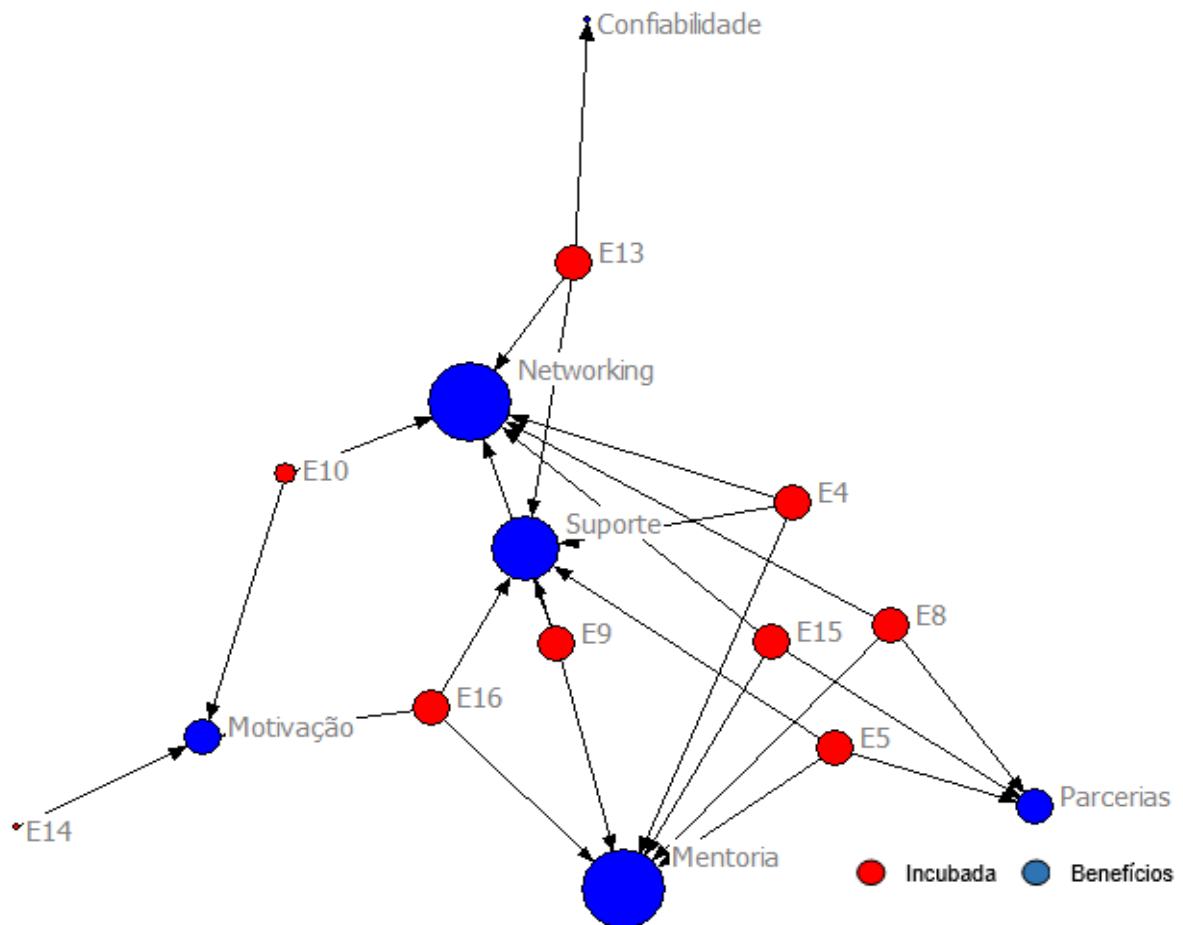 Confiabilidade
E13
Networking
E10
E4
Suporte
E9
E15
E8
E16
Motivação
E5
Parcerias
E14
Mentoria
Incubada
Benefícios